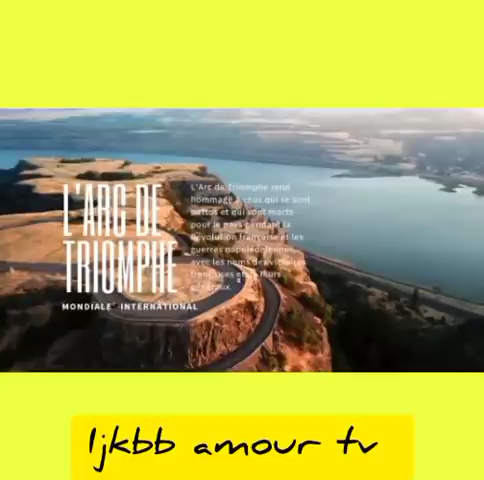 L'ARC DE
TRIOMPHE
MONDIALE INTERNATIONAL
L'Arc de Triomphe rend
hommage à ceux qui se sont
battus et qui sont morts
pour le pays pendant la
Révolution française et les
guerres napoléoniennes
avec les noms des victoires
françaises et
généraux.
ljkbb amour tv